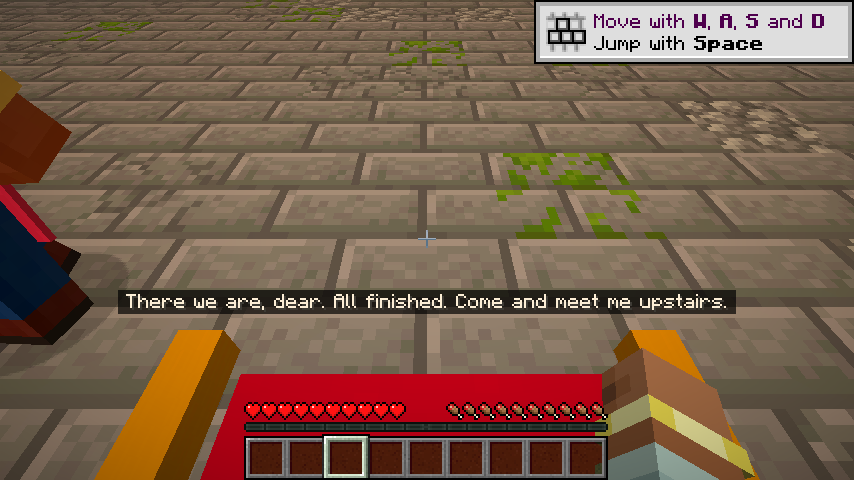 Move with W, A, S and D
Jump with Space
There we are, dear. All finished. Come and meet me upstairs.